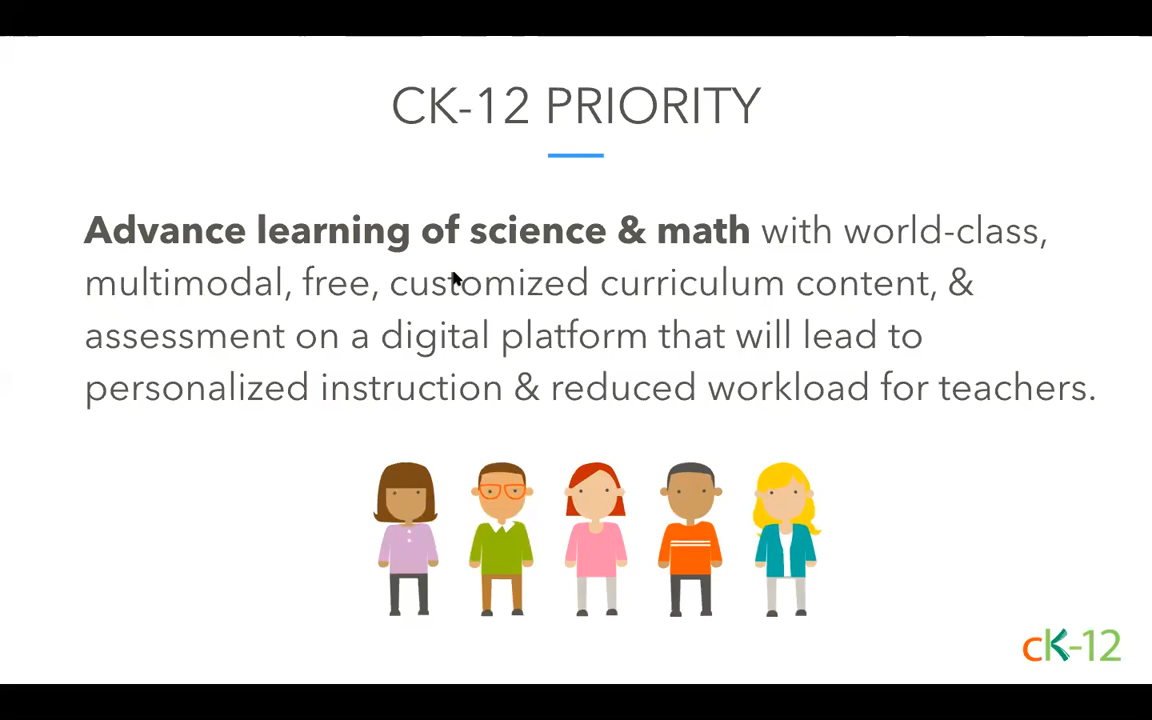 CK-12 PRIORITY
Advance learning of science & math with world-class,
multimodal, free, customized curriculum content, &
assessment on a digital platform that will lead to
personalized instruction & reduced workload for teachers.
cK-12